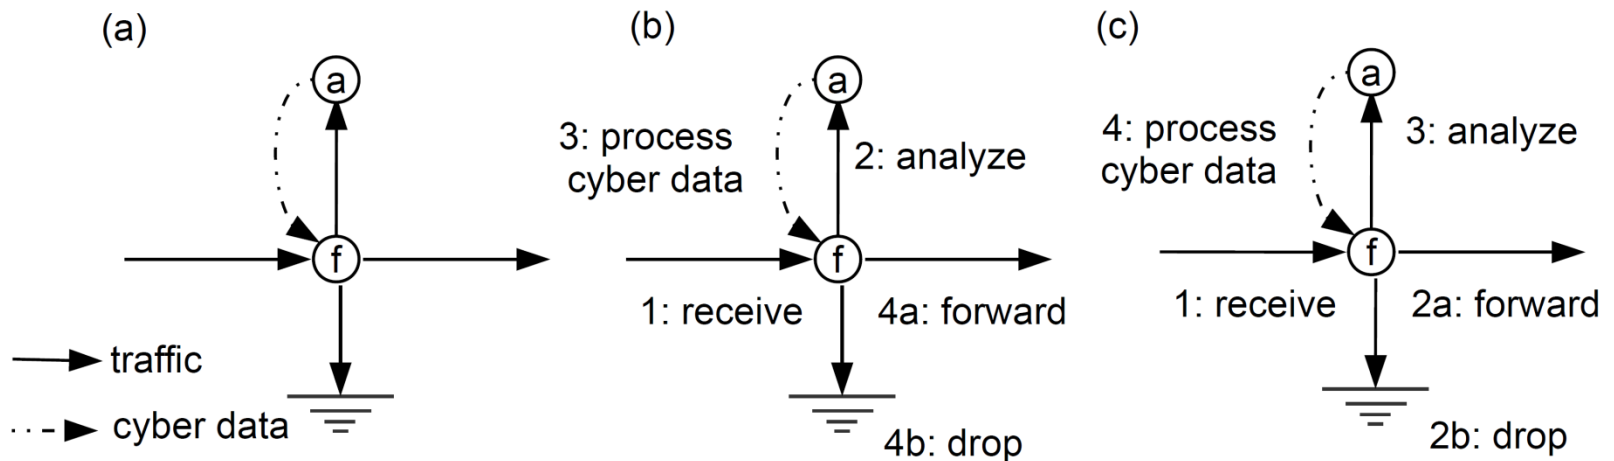 (a)
a
f
traffic
cyber data
(b)
a
3: process
cyber data
2: analyze
f
1: receive
4a: forward
4b: drop
(c)
a
4: process
cyber data
3: analyze
f
1: receive
2a: forward
2b: drop